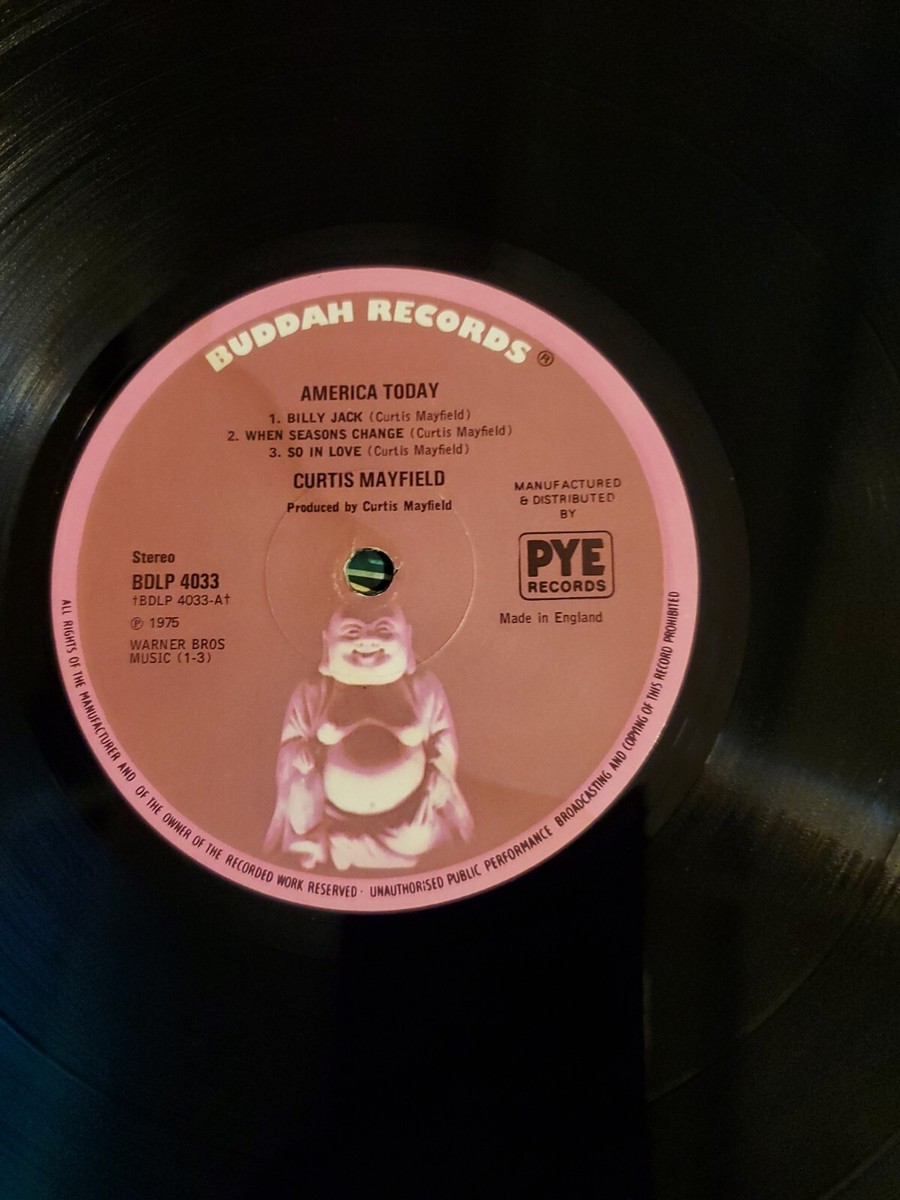 BUDDAH RECORDS ®
AMERICA TODAY
1. BILLY JACK (Curtis Mayfield)
2. WHEN SEASONS CHANGE (Curtis Mayfield)
3. SO IN LOVE (Curtis Mayfield)
CURTIS MAYFIELD
Produced by Curtis Mayfield
MANUFACTURED
& DISTRIBUTED
BY
PYE
RECORDS
Made in England
Stereo
BDLP 4033
†BDLP 4033-A†
℗ 1975
WARNER BROS
MUSIC (1-3)
ALL RIGHTS OF THE MANUFACTURER AND OF THE OWNER OF THE RECORDED WORK RESERVED · UNAUTHORISED PUBLIC PERFORMANCE BROADCASTING AND COPYING OF THIS RECORD PROHIBITED